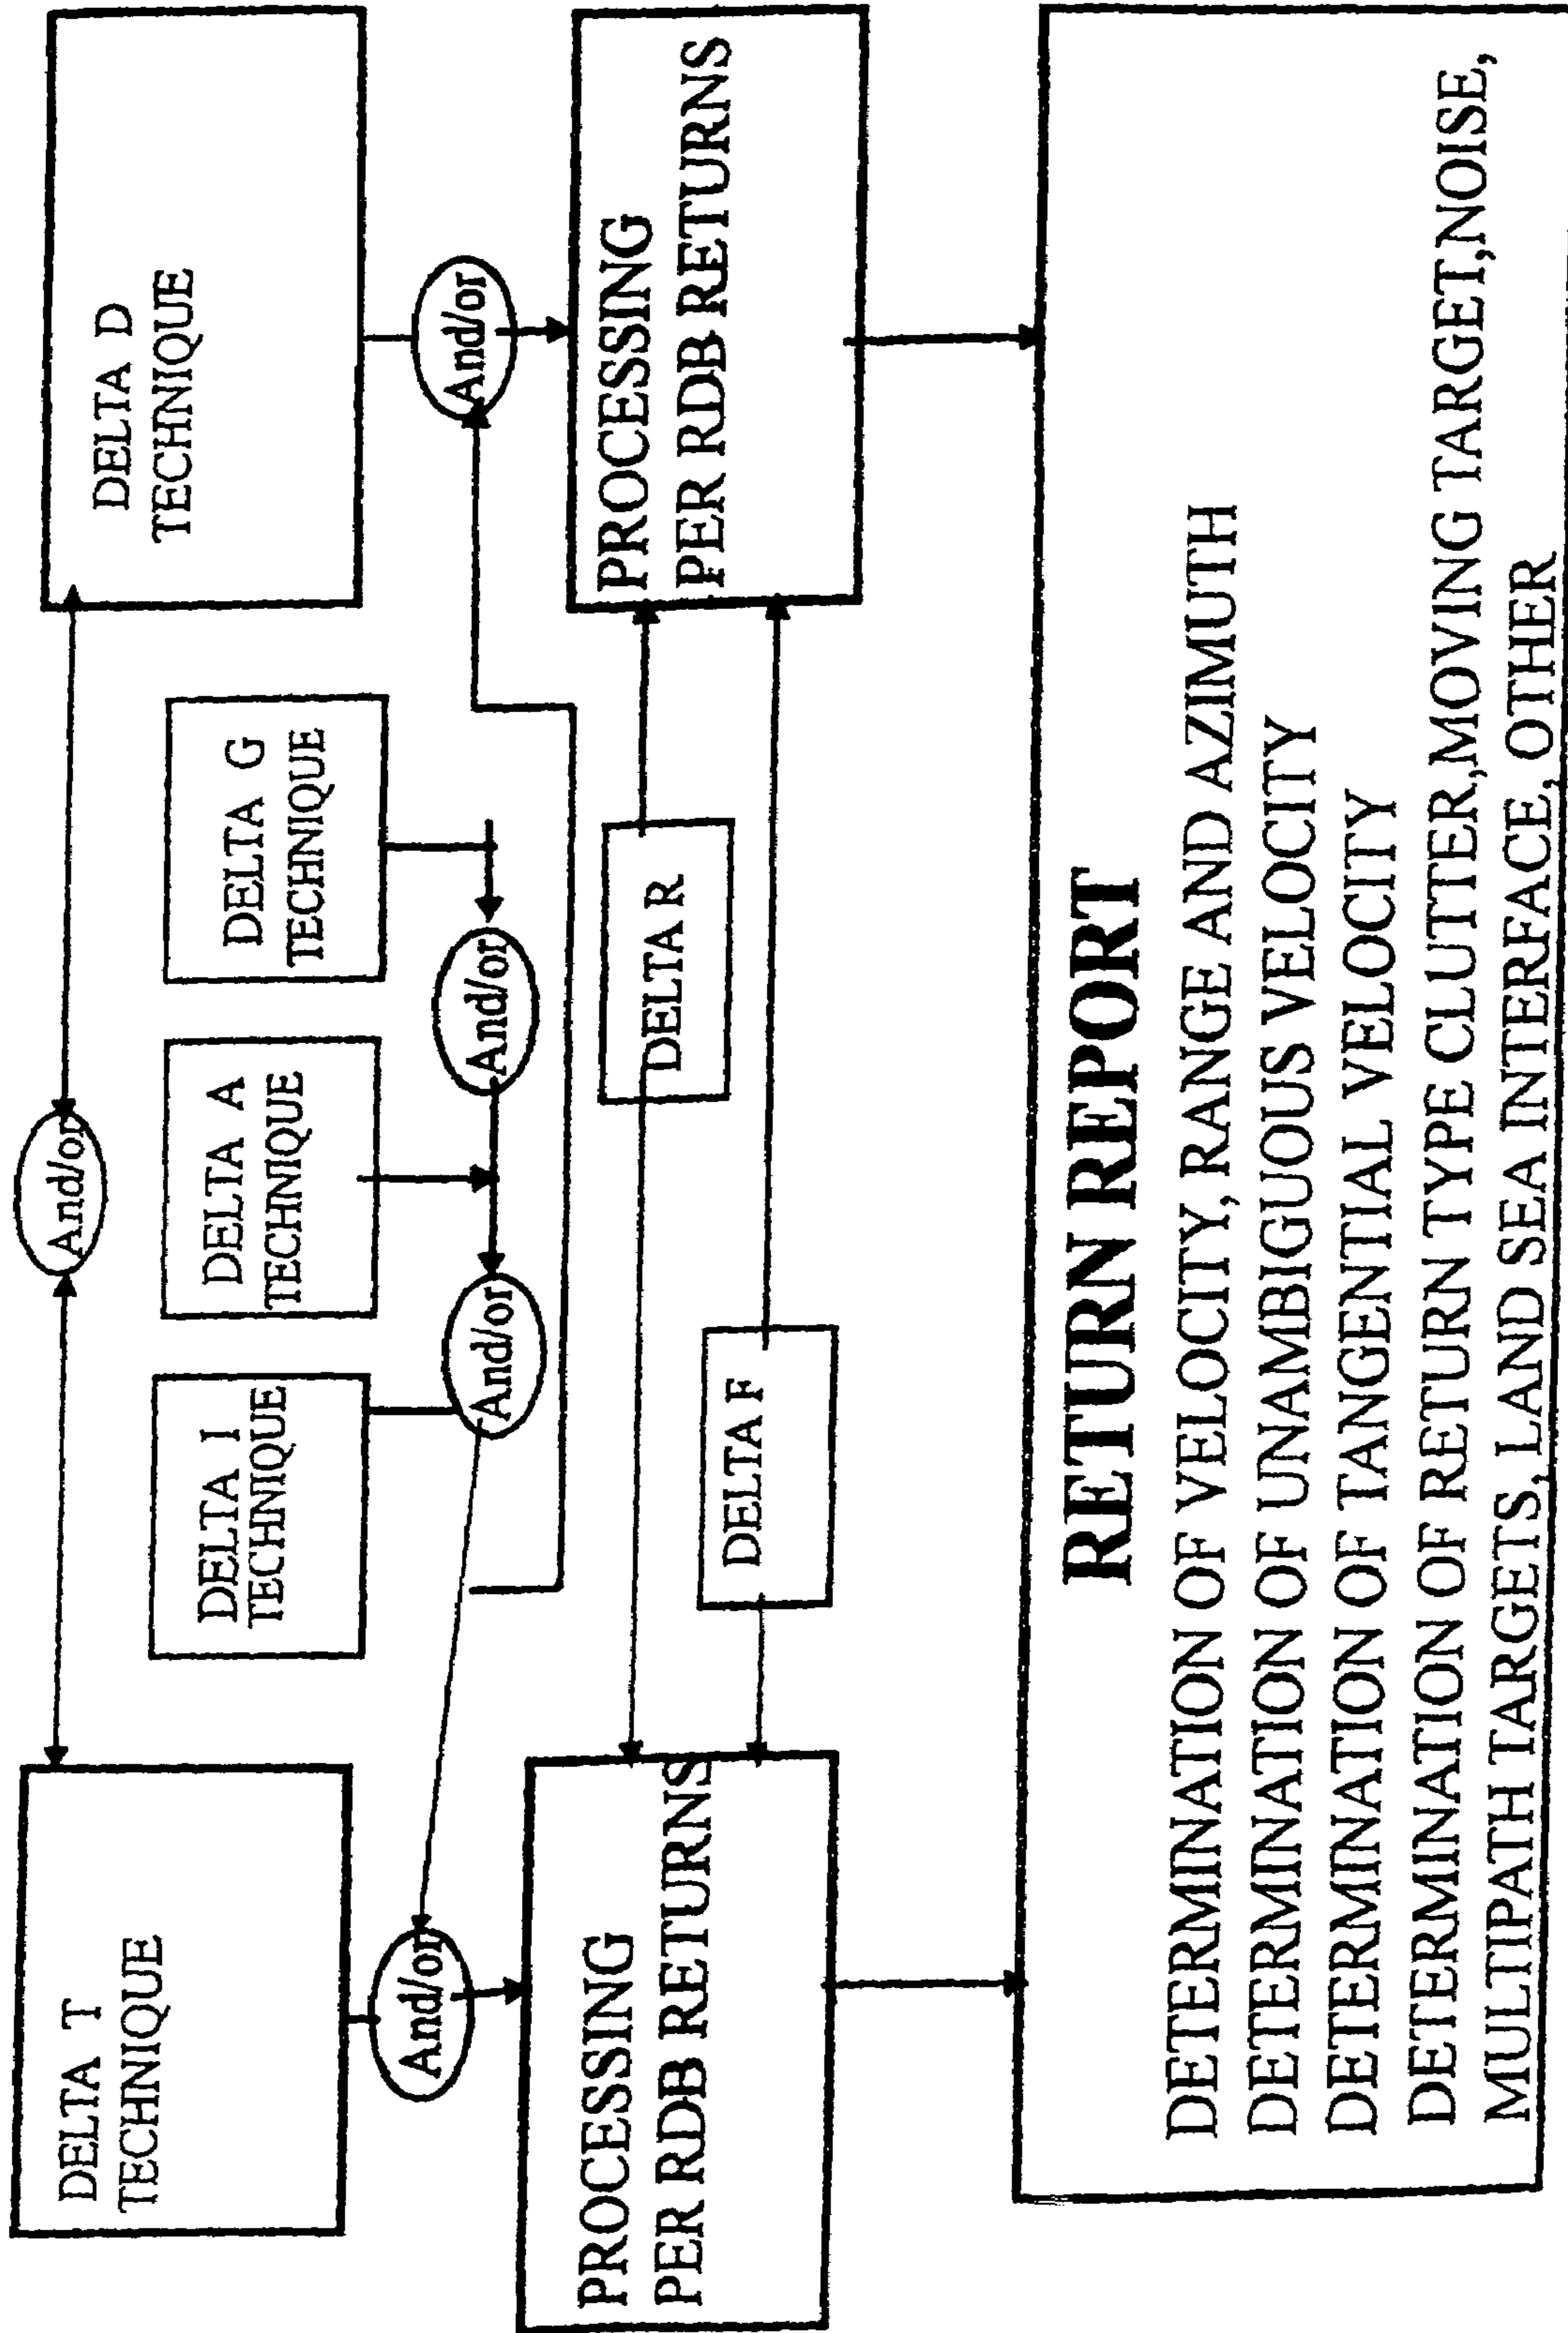 And/or
DELTA T
TECHNIQUE
DELTA I
TECHNIQUE
DELTA A
TECHNIQUE
DELTA G
TECHNIQUE
DELTA D
TECHNIQUE
And/or
And/or
And/or
And/or
PROCESSING
PER RDB RETURNS
DELTA F
DELTA R
PROCESSING
PER RDB RETURNS
RETURN REPORT
DETERMINATION OF VELOCITY, RANGE AND AZIMUTH
DETERMINATION OF UNAMBIGUOUS VELOCITY
DETERMINATION OF TANGENTIAL VELOCITY
DETERMINATION OF RETURN TYPE CLUTTER,MOVING TARGET,NOISE,
MULTIPATH TARGETS, LAND SEA INTERFACE, OTHER